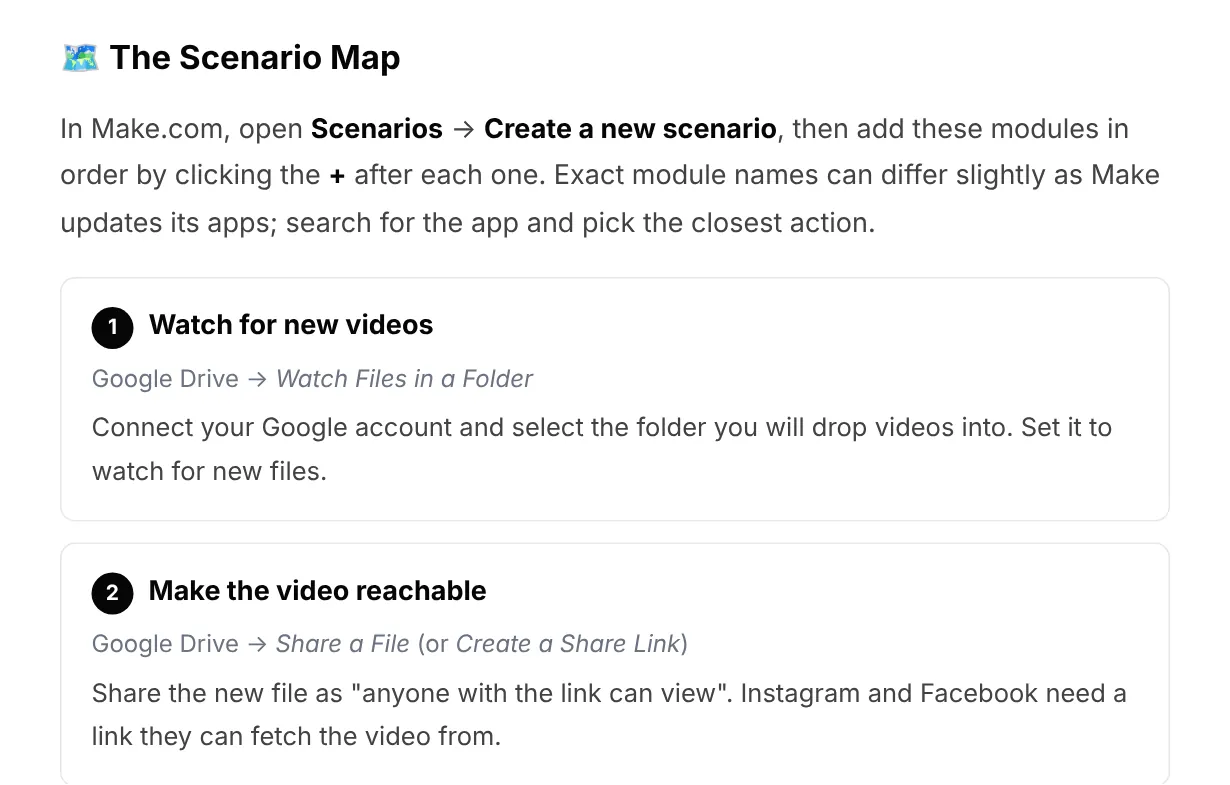 🗺️ The Scenario Map
In Make.com, open Scenarios → Create a new scenario, then add these modules in
order by clicking the + after each one. Exact module names can differ slightly as Make
updates its apps; search for the app and pick the closest action.
1 Watch for new videos
Google Drive → Watch Files in a Folder
Connect your Google account and select the folder you will drop videos into. Set it to
watch for new files.
2 Make the video reachable
Google Drive → Share a File (or Create a Share Link)
Share the new file as "anyone with the link can view". Instagram and Facebook need a
link they can fetch the video from.